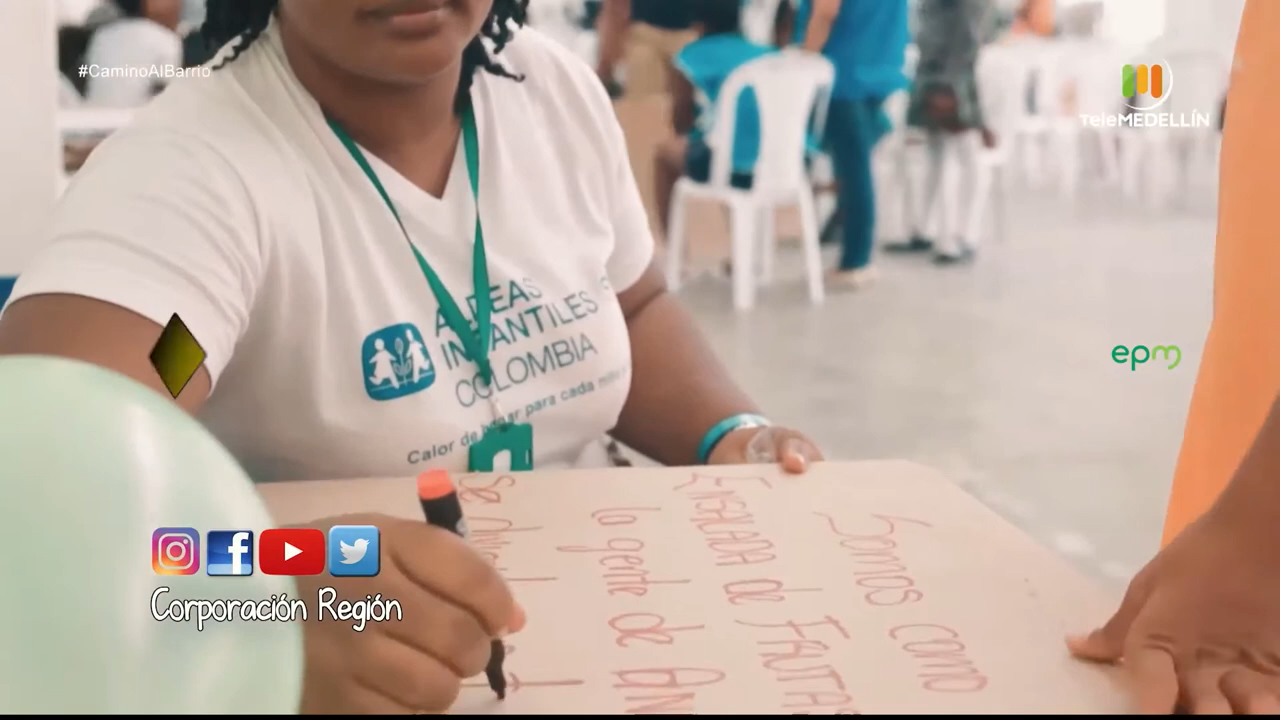 #CaminoAlBarrio
TeleMEDELLÍN
ALDEAS
INFANTILES
COLOMBIA
Calor de hogar para cada
epm
Somos como
ENSALADA de FRUTAS
la gente de
se
Corporación Región